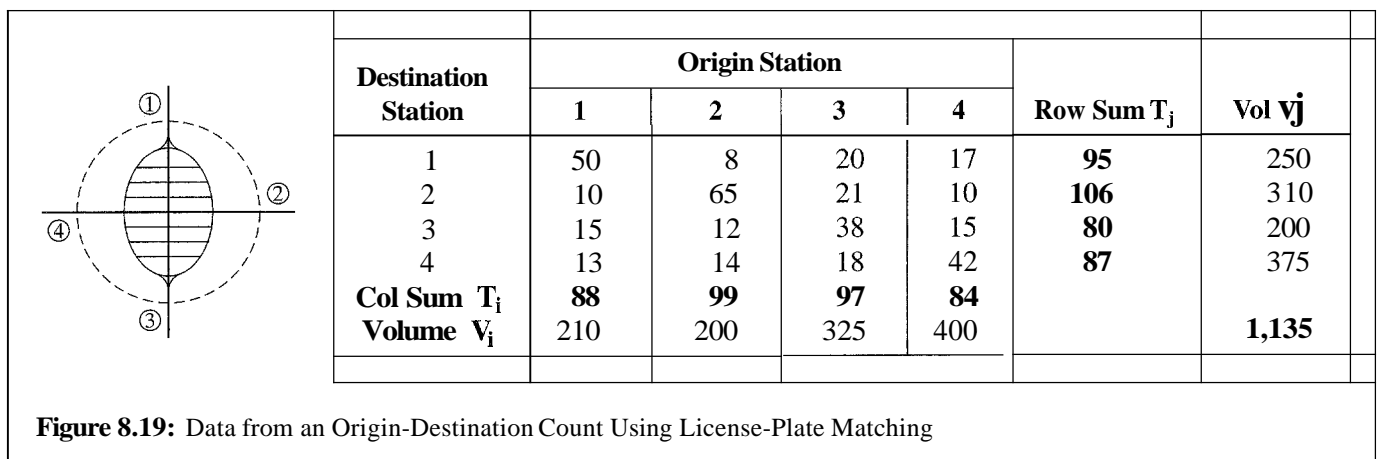 Destination Station
Origin Station
1 2 3 4
Row Sum Tj
Vol vj
1 50 8 20 17 95 250
2 10 65 21 10 106 310
3 15 12 38 15 80 200
4 13 14 18 42 87 375
Col Sum Ti 88 99 97 84
Volume Vi 210 200 325 400 1,135
①
②
④
③
Figure 8.19: Data from an Origin-Destination Count Using License-Plate Matching